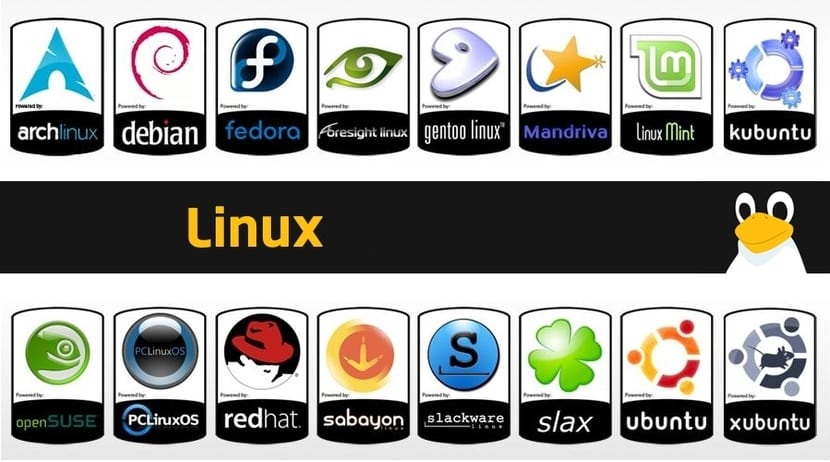 Powered by: Powered by: Powered by: Powered by: Powered by: Powered by: Powered by: Powered by:
archlinux debian fedora foresight linux gentoo linux™ Mandriva Linux Mint kubuntu
Linux
PCLinuxOS S
Powered by: Powered by: Powered by: Powered by: Powered by: Powered by: Powered by: Powered by:
openSUSE PCLinuxOS redhat. sabayon linux slackware linux slax ubuntu xubuntu